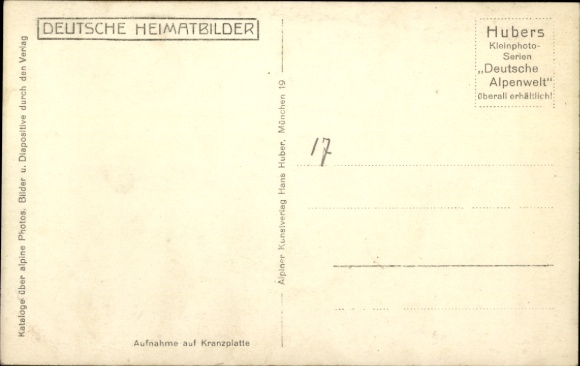 DEUTSCHE HEIMATBILDER
Kataloge über alpine Photos. Bilder u. Diapositive durch den Verlag
Aufnahme auf Kranzplatte
Alpiner Kunstverlag Hans Huber, München 19
Hubers
Kleinphoto-
Serien
„Deutsche
Alpenwelt“
überall erhältlich!
17